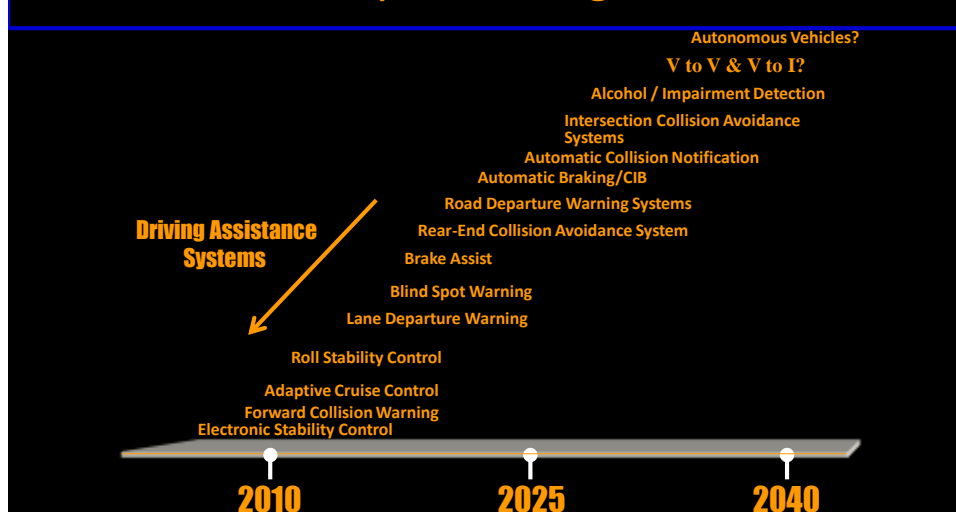 Autonomous Vehicles?
V to V & V to I?
Alcohol / Impairment Detection
Intersection Collision Avoidance
Systems
Automatic Collision Notification
Automatic Braking/CIB
Road Departure Warning Systems
Driving Assistance
Systems
Rear-End Collision Avoidance System
Brake Assist
Blind Spot Warning
Lane Departure Warning
Roll Stability Control
Adaptive Cruise Control
Forward Collision Warning
Electronic Stability Control
2010 2025 2040